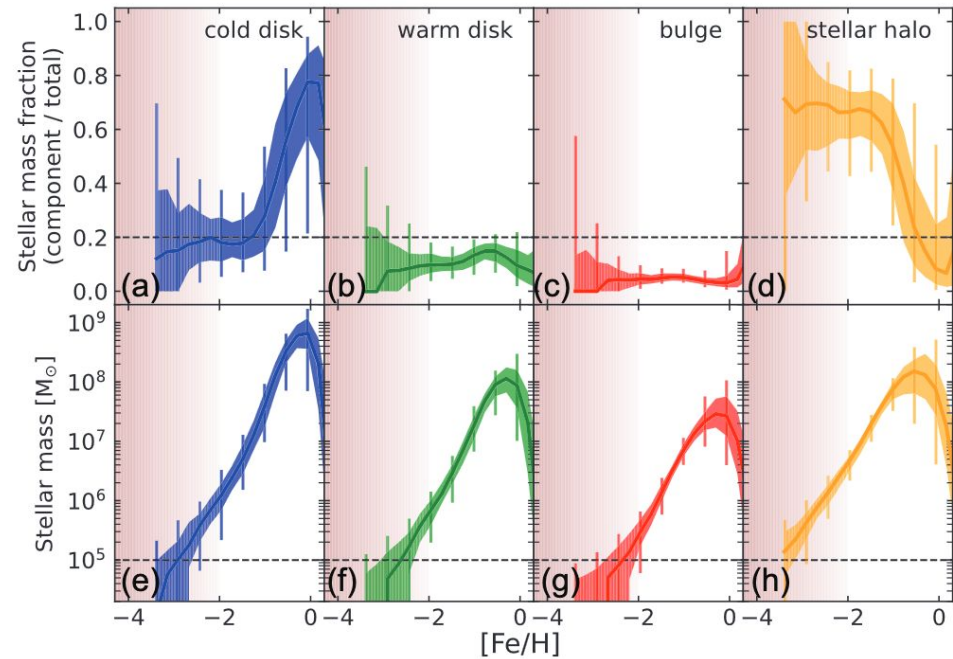 cold disk
warm disk
bulge
stellar halo
Stellar mass fraction
(component / total)
1.0
0.8
0.6
0.4
0.2
0.0
(a)
(b)
(c)
(d)
Stellar mass [M☉]
10⁹
10⁸
10⁷
10⁶
10⁵
(e)
(f)
(g)
(h)
−4 −2 0 −4 −2 0 −4 −2 0 −4 −2 0
[Fe/H]